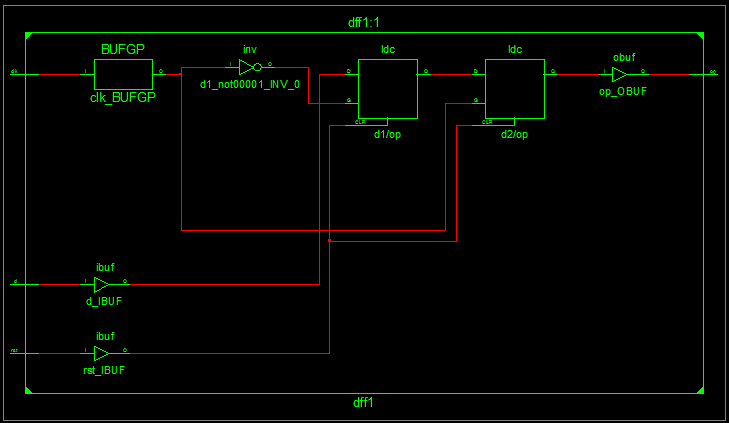 dff1:1
BUFGP
inv
ldc
ldc
obuf
clk
I
O
I
O
D
O
D
O
I
O
op
clk_BUFGP
d1_not00001_INV_0
G
G
op_OBUF
CLR
CLR
d1/op
d2/op
ibuf
d
I
O
d_IBUF
ibuf
rst
I
O
rst_IBUF
dff1